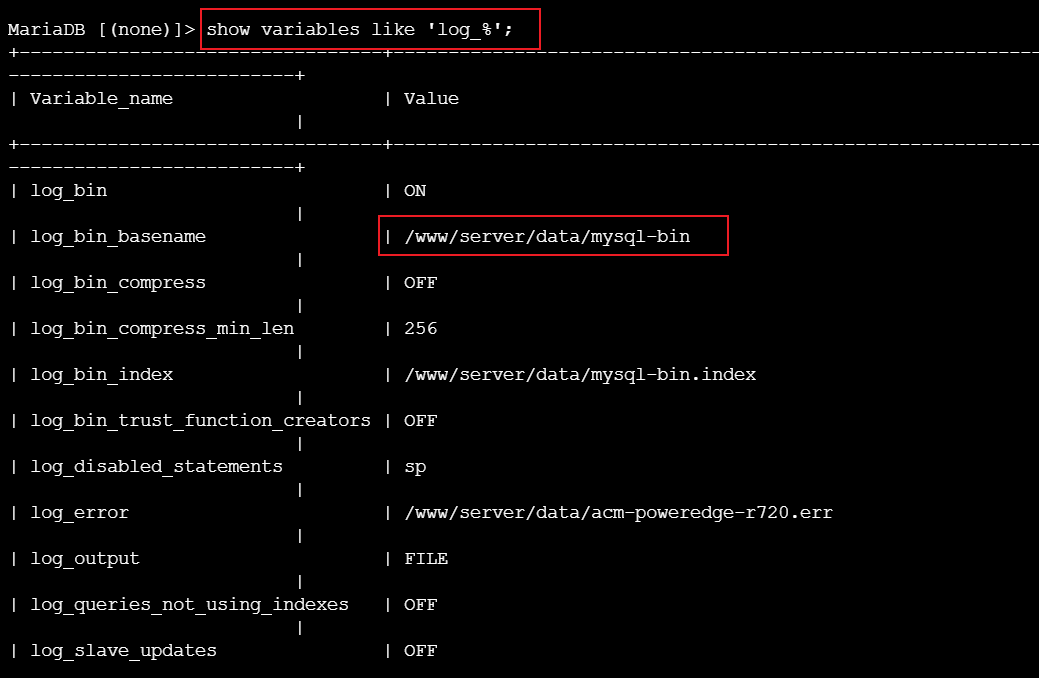 MariaDB [(none)]> show variables like 'log_%';
+---------------------------------+----------------------------------------------------------
--------------------------+
| Variable_name                   | Value
                          |
+---------------------------------+----------------------------------------------------------
--------------------------+
| log_bin                         | ON
                          |
| log_bin_basename                | /www/server/data/mysql-bin
                          |
| log_bin_compress                | OFF
                          |
| log_bin_compress_min_len        | 256
                          |
| log_bin_index                   | /www/server/data/mysql-bin.index
                          |
| log_bin_trust_function_creators | OFF
                          |
| log_disabled_statements         | sp
                          |
| log_error                       | /www/server/data/acm-poweredge-r720.err
                          |
| log_output                      | FILE
                          |
| log_queries_not_using_indexes   | OFF
                          |
| log_slave_updates               | OFF